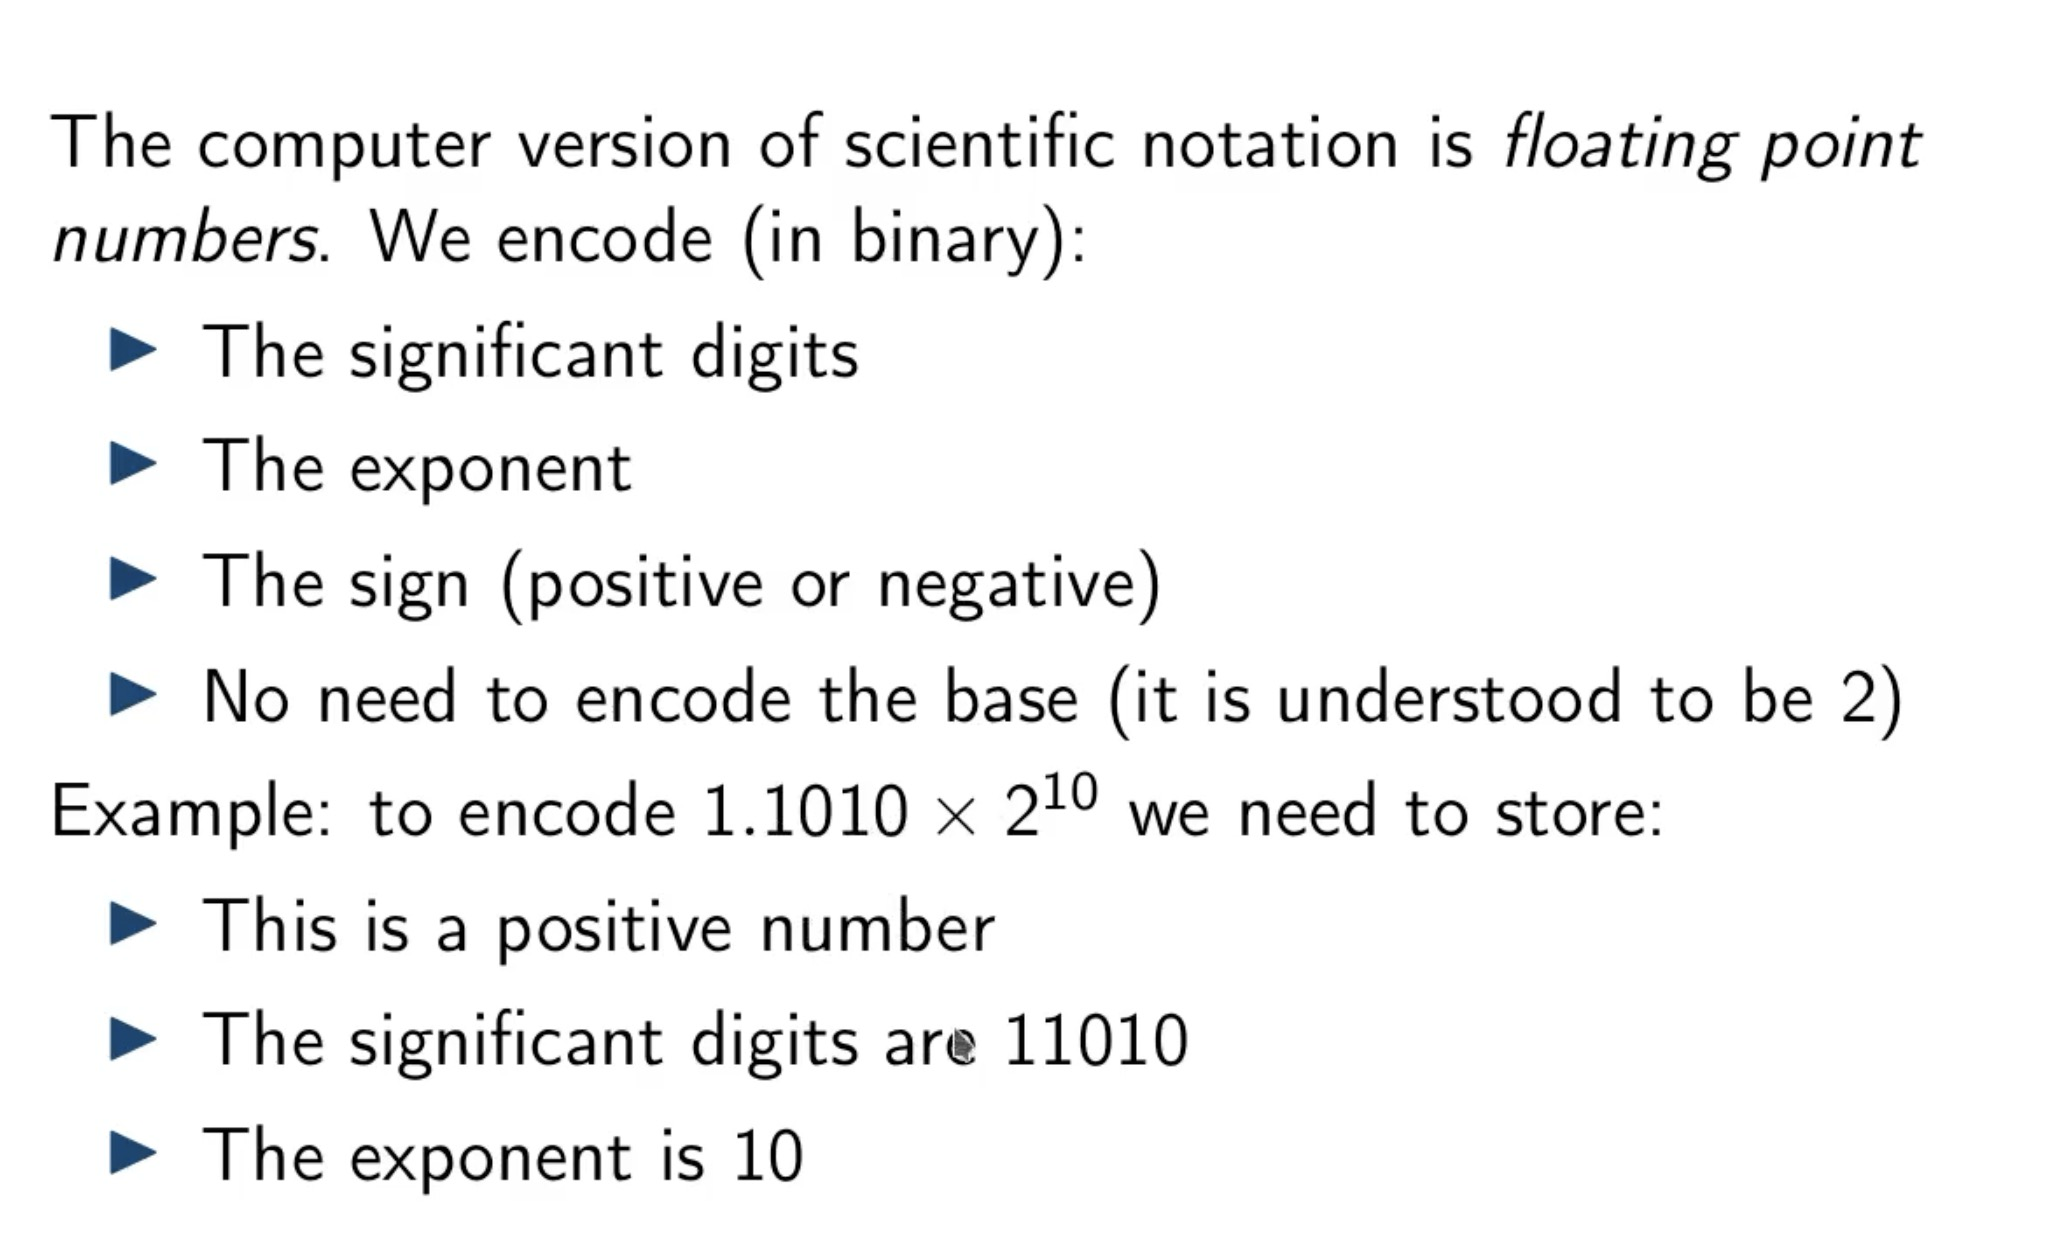 The computer version of scientific notation is floating point
numbers. We encode (in binary):
▶ The significant digits
▶ The exponent
▶ The sign (positive or negative)
▶ No need to encode the base (it is understood to be 2)
Example: to encode 1.1010 × 2¹⁰ we need to store:
▶ This is a positive number
▶ The significant digits are 11010
▶ The exponent is 10